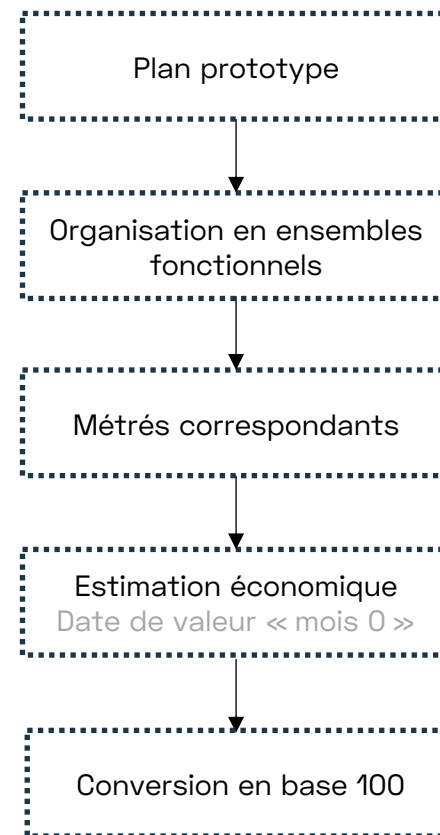 Plan prototype
Organisation en ensembles
fonctionnels
Métrés correspondants
Estimation économique
Date de valeur « mois 0 »
Conversion en base 100